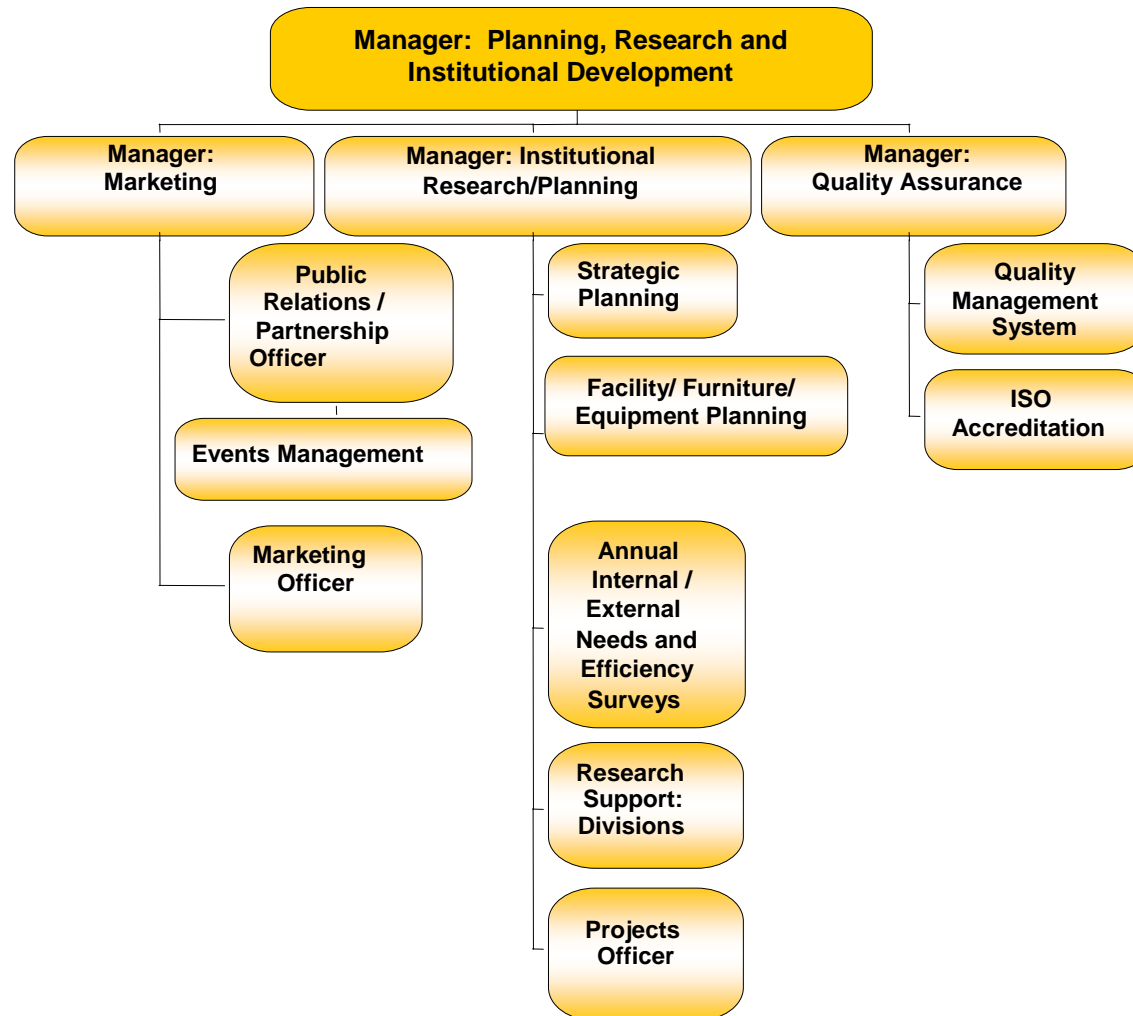 Manager: Planning, Research and
Institutional Development
Manager:
Marketing
Manager: Institutional
Research/Planning
Manager:
Quality Assurance
Public
Relations /
Partnership
Officer
Events Management
Marketing
Officer
Strategic
Planning
Facility/ Furniture/
Equipment Planning
Annual
Internal /
External
Needs and
Efficiency
Surveys
Research
Support:
Divisions
Projects
Officer
Quality
Management
System
ISO
Accreditation